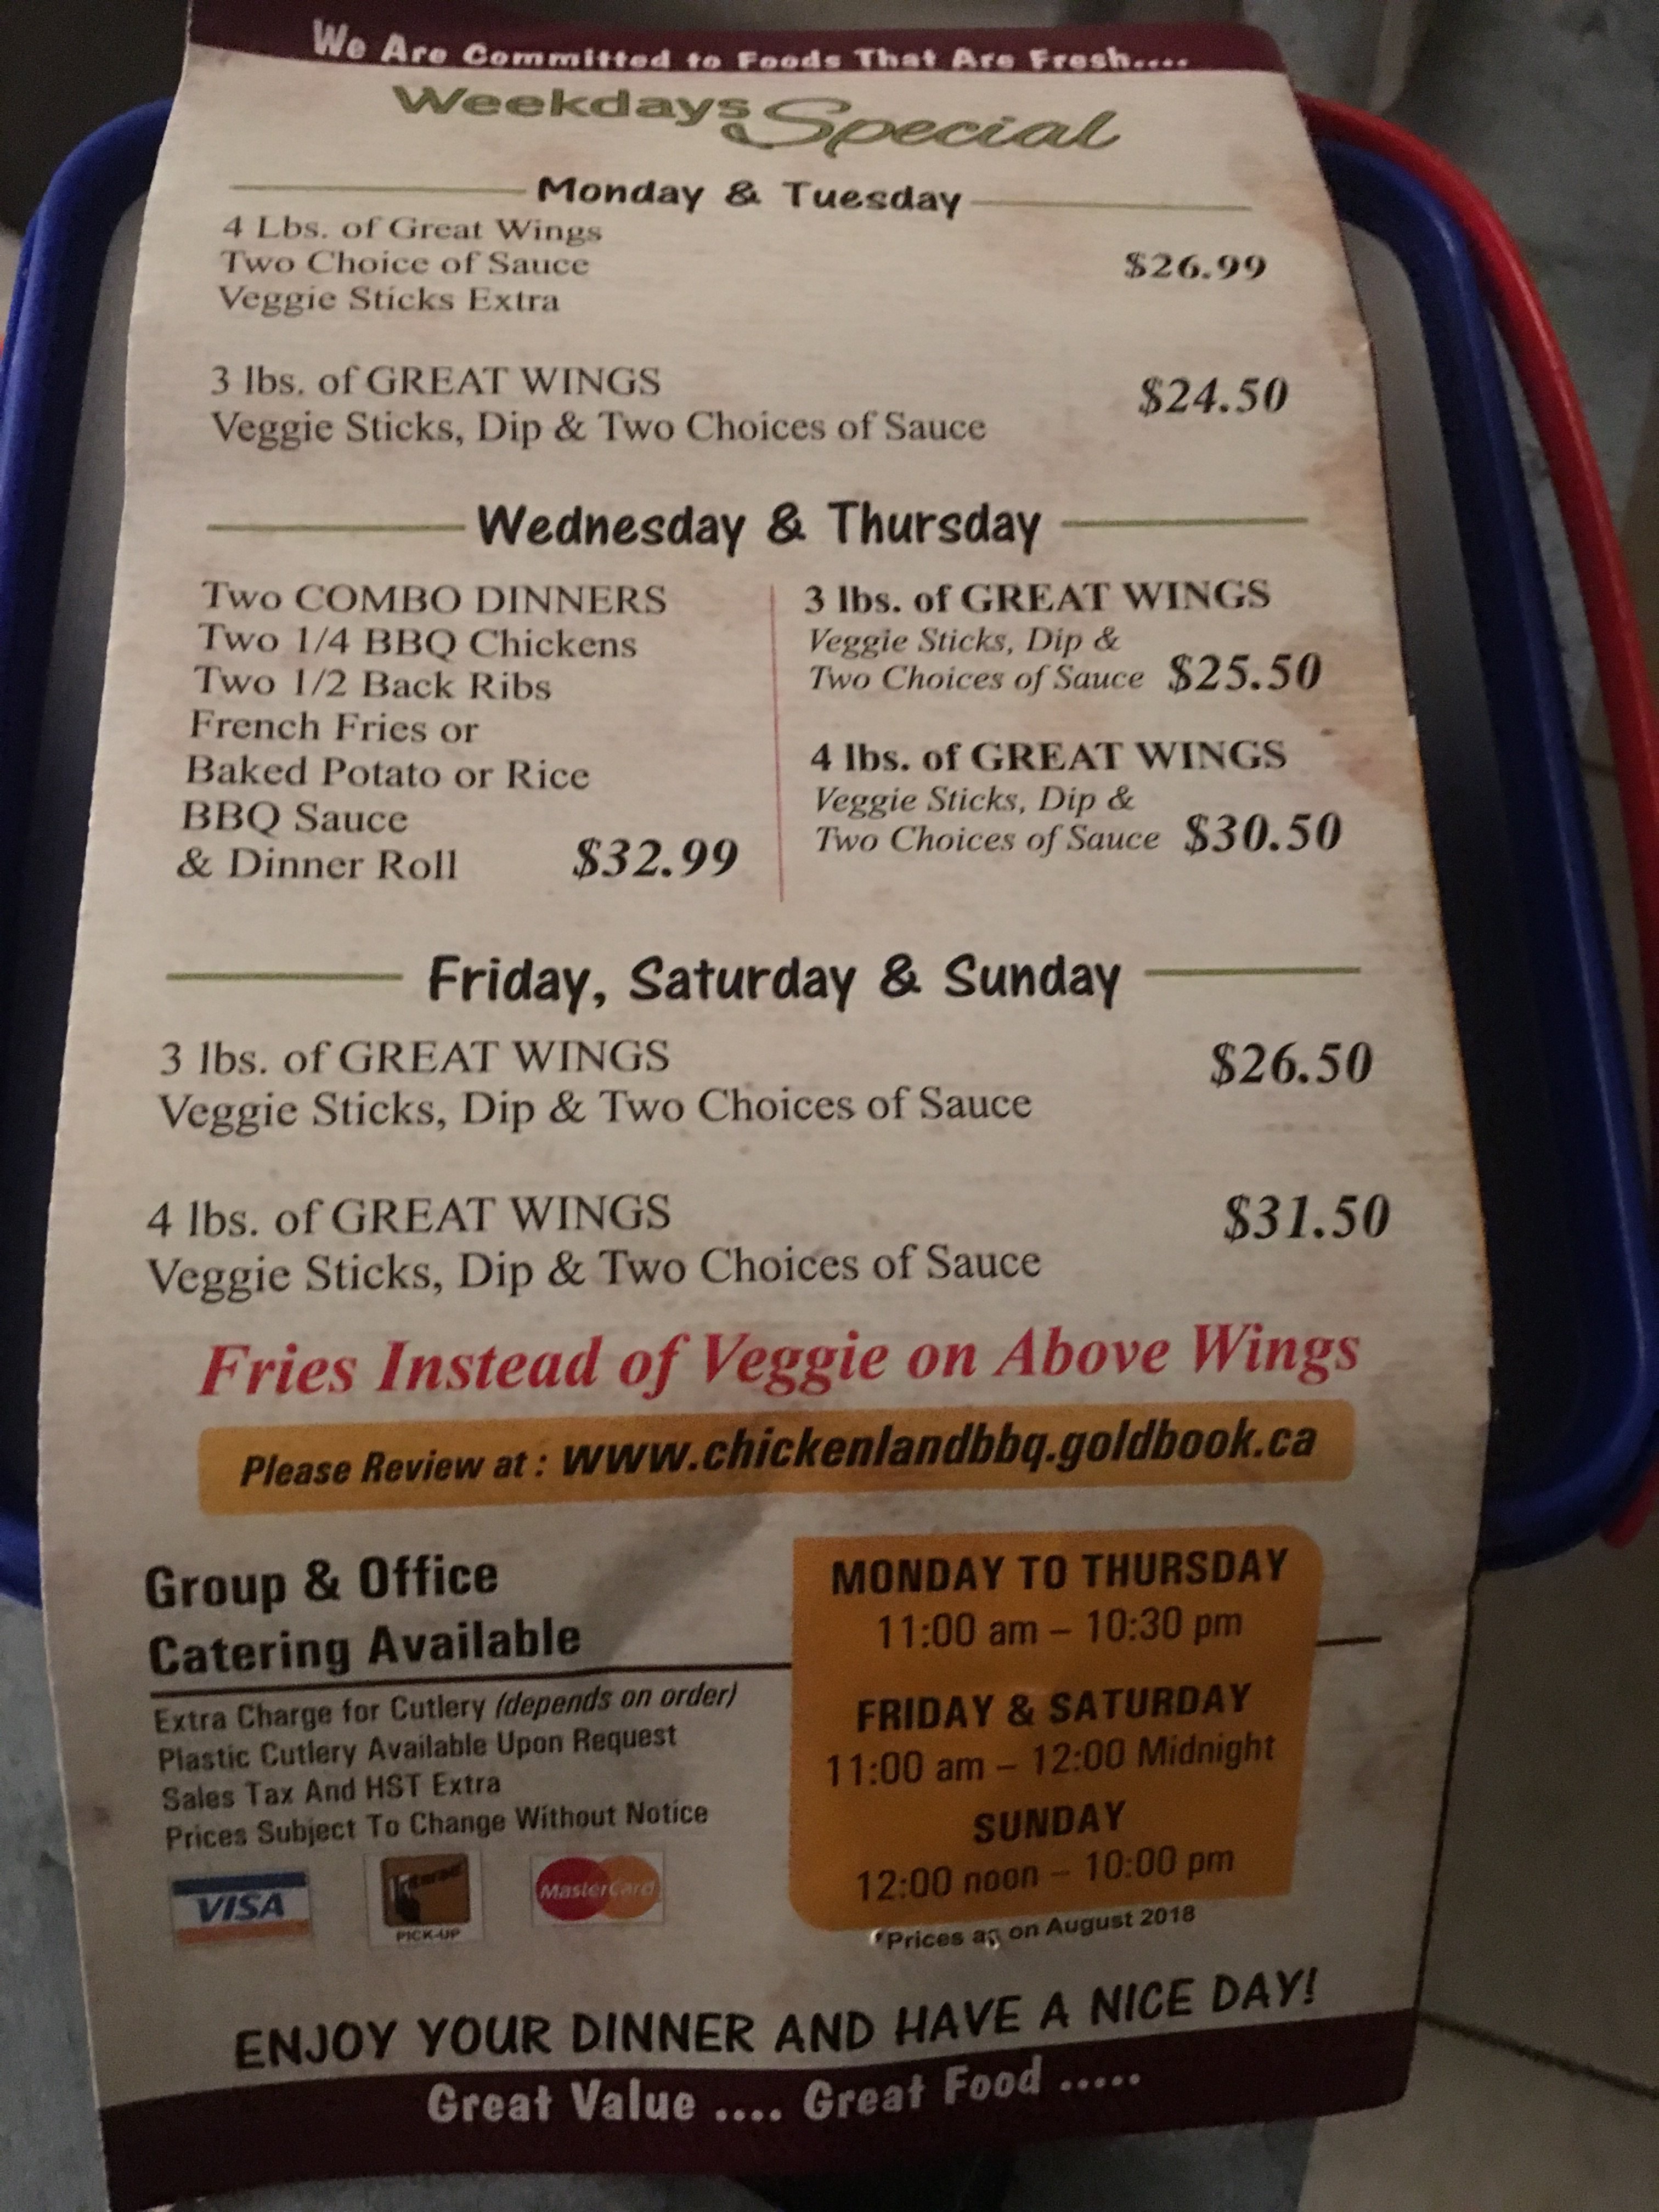 We Are Committed to Foods That Are Fresh....
Weekdays Special
Monday & Tuesday
4 Lbs. of Great Wings
Two Choice of Sauce
Veggie Sticks Extra
$26.99
3 lbs. of GREAT WINGS
Veggie Sticks, Dip & Two Choices of Sauce
$24.50
Wednesday & Thursday
Two COMBO DINNERS
Two 1/4 BBQ Chickens
Two 1/2 Back Ribs
French Fries or
Baked Potato or Rice
BBQ Sauce
& Dinner Roll $32.99
3 lbs. of GREAT WINGS
Veggie Sticks, Dip &
Two Choices of Sauce $25.50
4 lbs. of GREAT WINGS
Veggie Sticks, Dip &
Two Choices of Sauce $30.50
Friday, Saturday & Sunday
3 lbs. of GREAT WINGS
Veggie Sticks, Dip & Two Choices of Sauce
$26.50
4 lbs. of GREAT WINGS
Veggie Sticks, Dip & Two Choices of Sauce
$31.50
Fries Instead of Veggie on Above Wings
Please Review at : www.chickenlandbbq.goldbook.ca
Group & Office
Catering Available
Extra Charge for Cutlery (depends on order)
Plastic Cutlery Available Upon Request
Sales Tax And HST Extra
Prices Subject To Change Without Notice
VISA
PICK-UP
MasterCard
MONDAY TO THURSDAY
11:00 am – 10:30 pm
FRIDAY & SATURDAY
11:00 am – 12:00 Midnight
SUNDAY
12:00 noon – 10:00 pm
*Prices on August 2018
ENJOY YOUR DINNER AND HAVE A NICE DAY!
Great Value .... Great Food .....